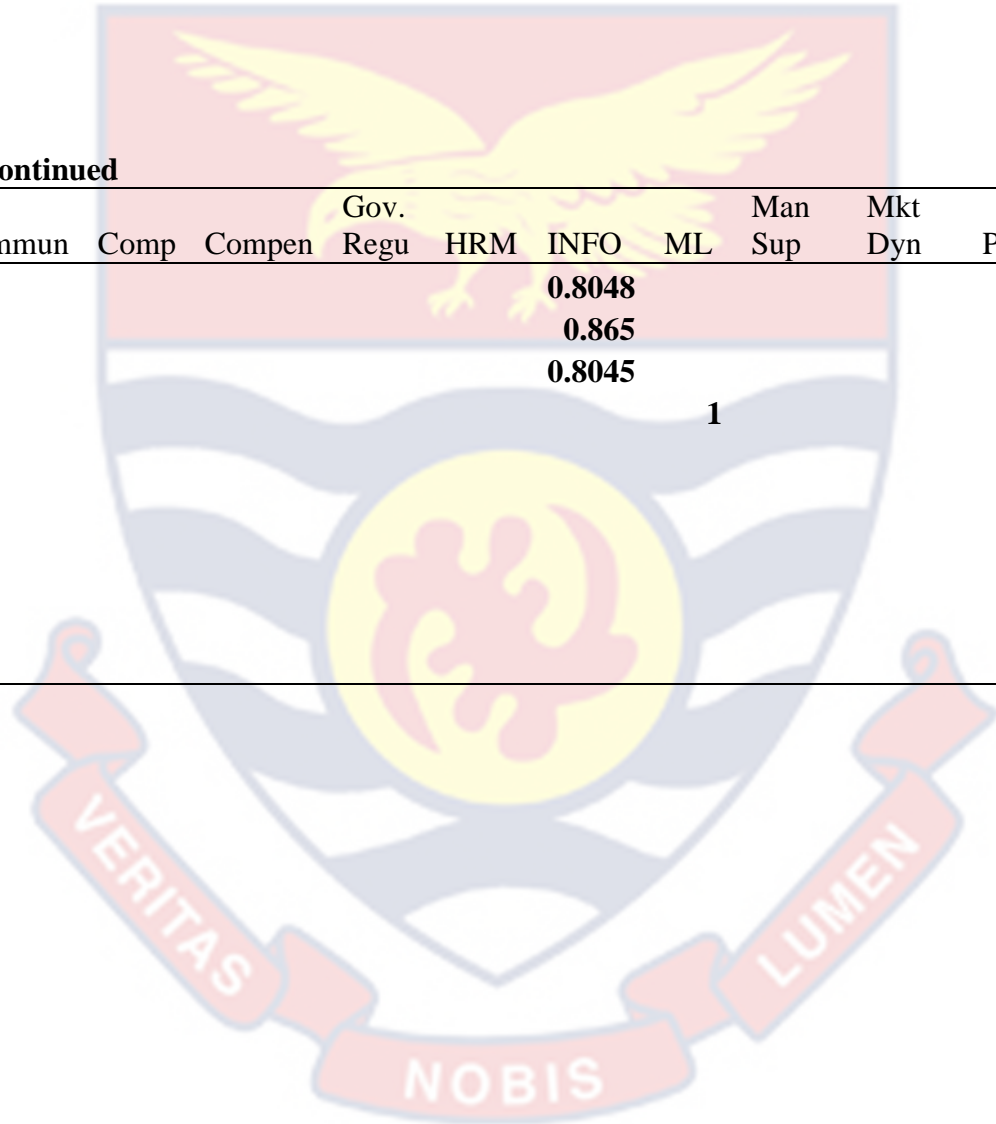 ontinued
Gov. Man Mkt
mmun Comp Compen Regu HRM INFO ML Sup Dyn P
0.8048
0.865
0.8045
1
VERITAS
NOBIS
LUMEN